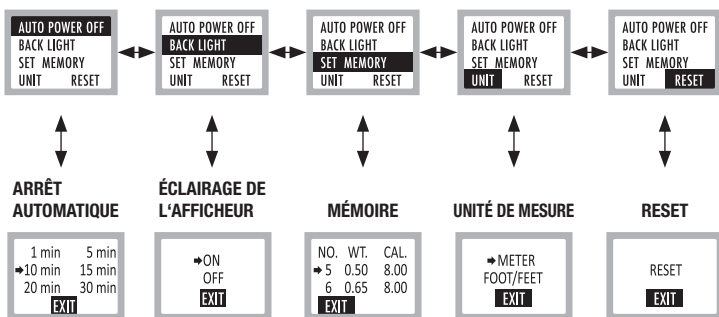 AUTO POWER OFF
BACK LIGHT
SET MEMORY
UNIT RESET
AUTO POWER OFF
BACK LIGHT
SET MEMORY
UNIT RESET
AUTO POWER OFF
BACK LIGHT
SET MEMORY
UNIT RESET
AUTO POWER OFF
BACK LIGHT
SET MEMORY
UNIT RESET
AUTO POWER OFF
BACK LIGHT
SET MEMORY
UNIT RESET
ARRÊT
AUTOMATIQUE
ÉCLAIRAGE DE
L'AFFICHEUR
MÉMOIRE
UNITÉ DE MESURE
RESET
1 min 5 min
➡10 min 15 min
20 min 30 min
EXIT
➡ON
OFF
EXIT
NO. WT. CAL.
➡5 0.50 8.00
6 0.65 8.00
EXIT
➡METER
FOOT/FEET
EXIT
RESET
EXIT